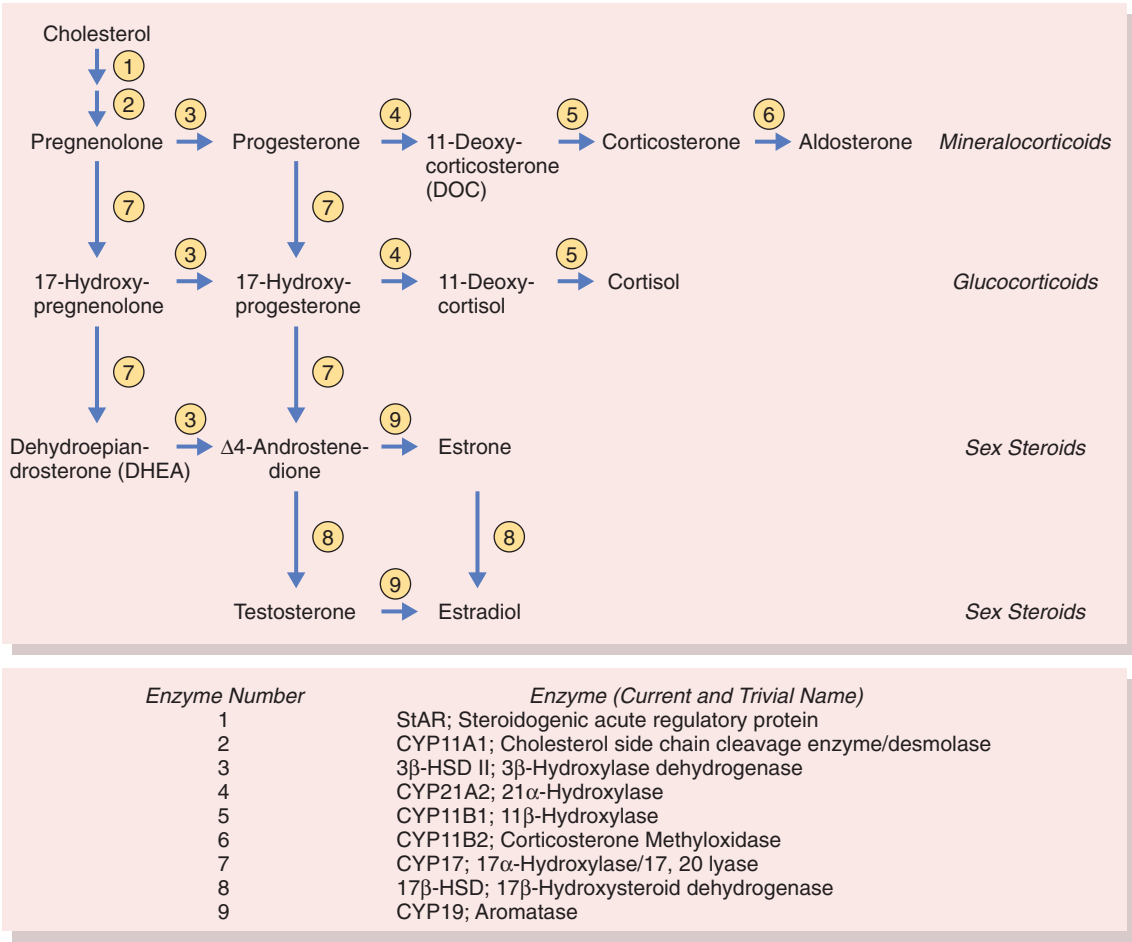 Cholesterol
1
2
3
4
5
6
Pregnenolone
Progesterone
11-Deoxy-
corticosterone
(DOC)
Corticosterone
Aldosterone
Mineralocorticoids
7
7
3
4
5
17-Hydroxy-
pregnenolone
17-Hydroxy-
progesterone
11-Deoxy-
cortisol
Cortisol
Glucocorticoids
7
7
3
9
Dehydroepian-
drosterone (DHEA)
Δ4-Androstene-
dione
Estrone
Sex Steroids
8
8
9
Testosterone
Estradiol
Sex Steroids
Enzyme Number Enzyme (Current and Trivial Name)
1 StAR; Steroidogenic acute regulatory protein
2 CYP11A1; Cholesterol side chain cleavage enzyme/desmolase
3 3β-HSD II; 3β-Hydroxylase dehydrogenase
4 CYP21A2; 21α-Hydroxylase
5 CYP11B1; 11β-Hydroxylase
6 CYP11B2; Corticosterone Methyloxidase
7 CYP17; 17α-Hydroxylase/17, 20 lyase
8 17β-HSD; 17β-Hydroxysteroid dehydrogenase
9 CYP19; Aromatase